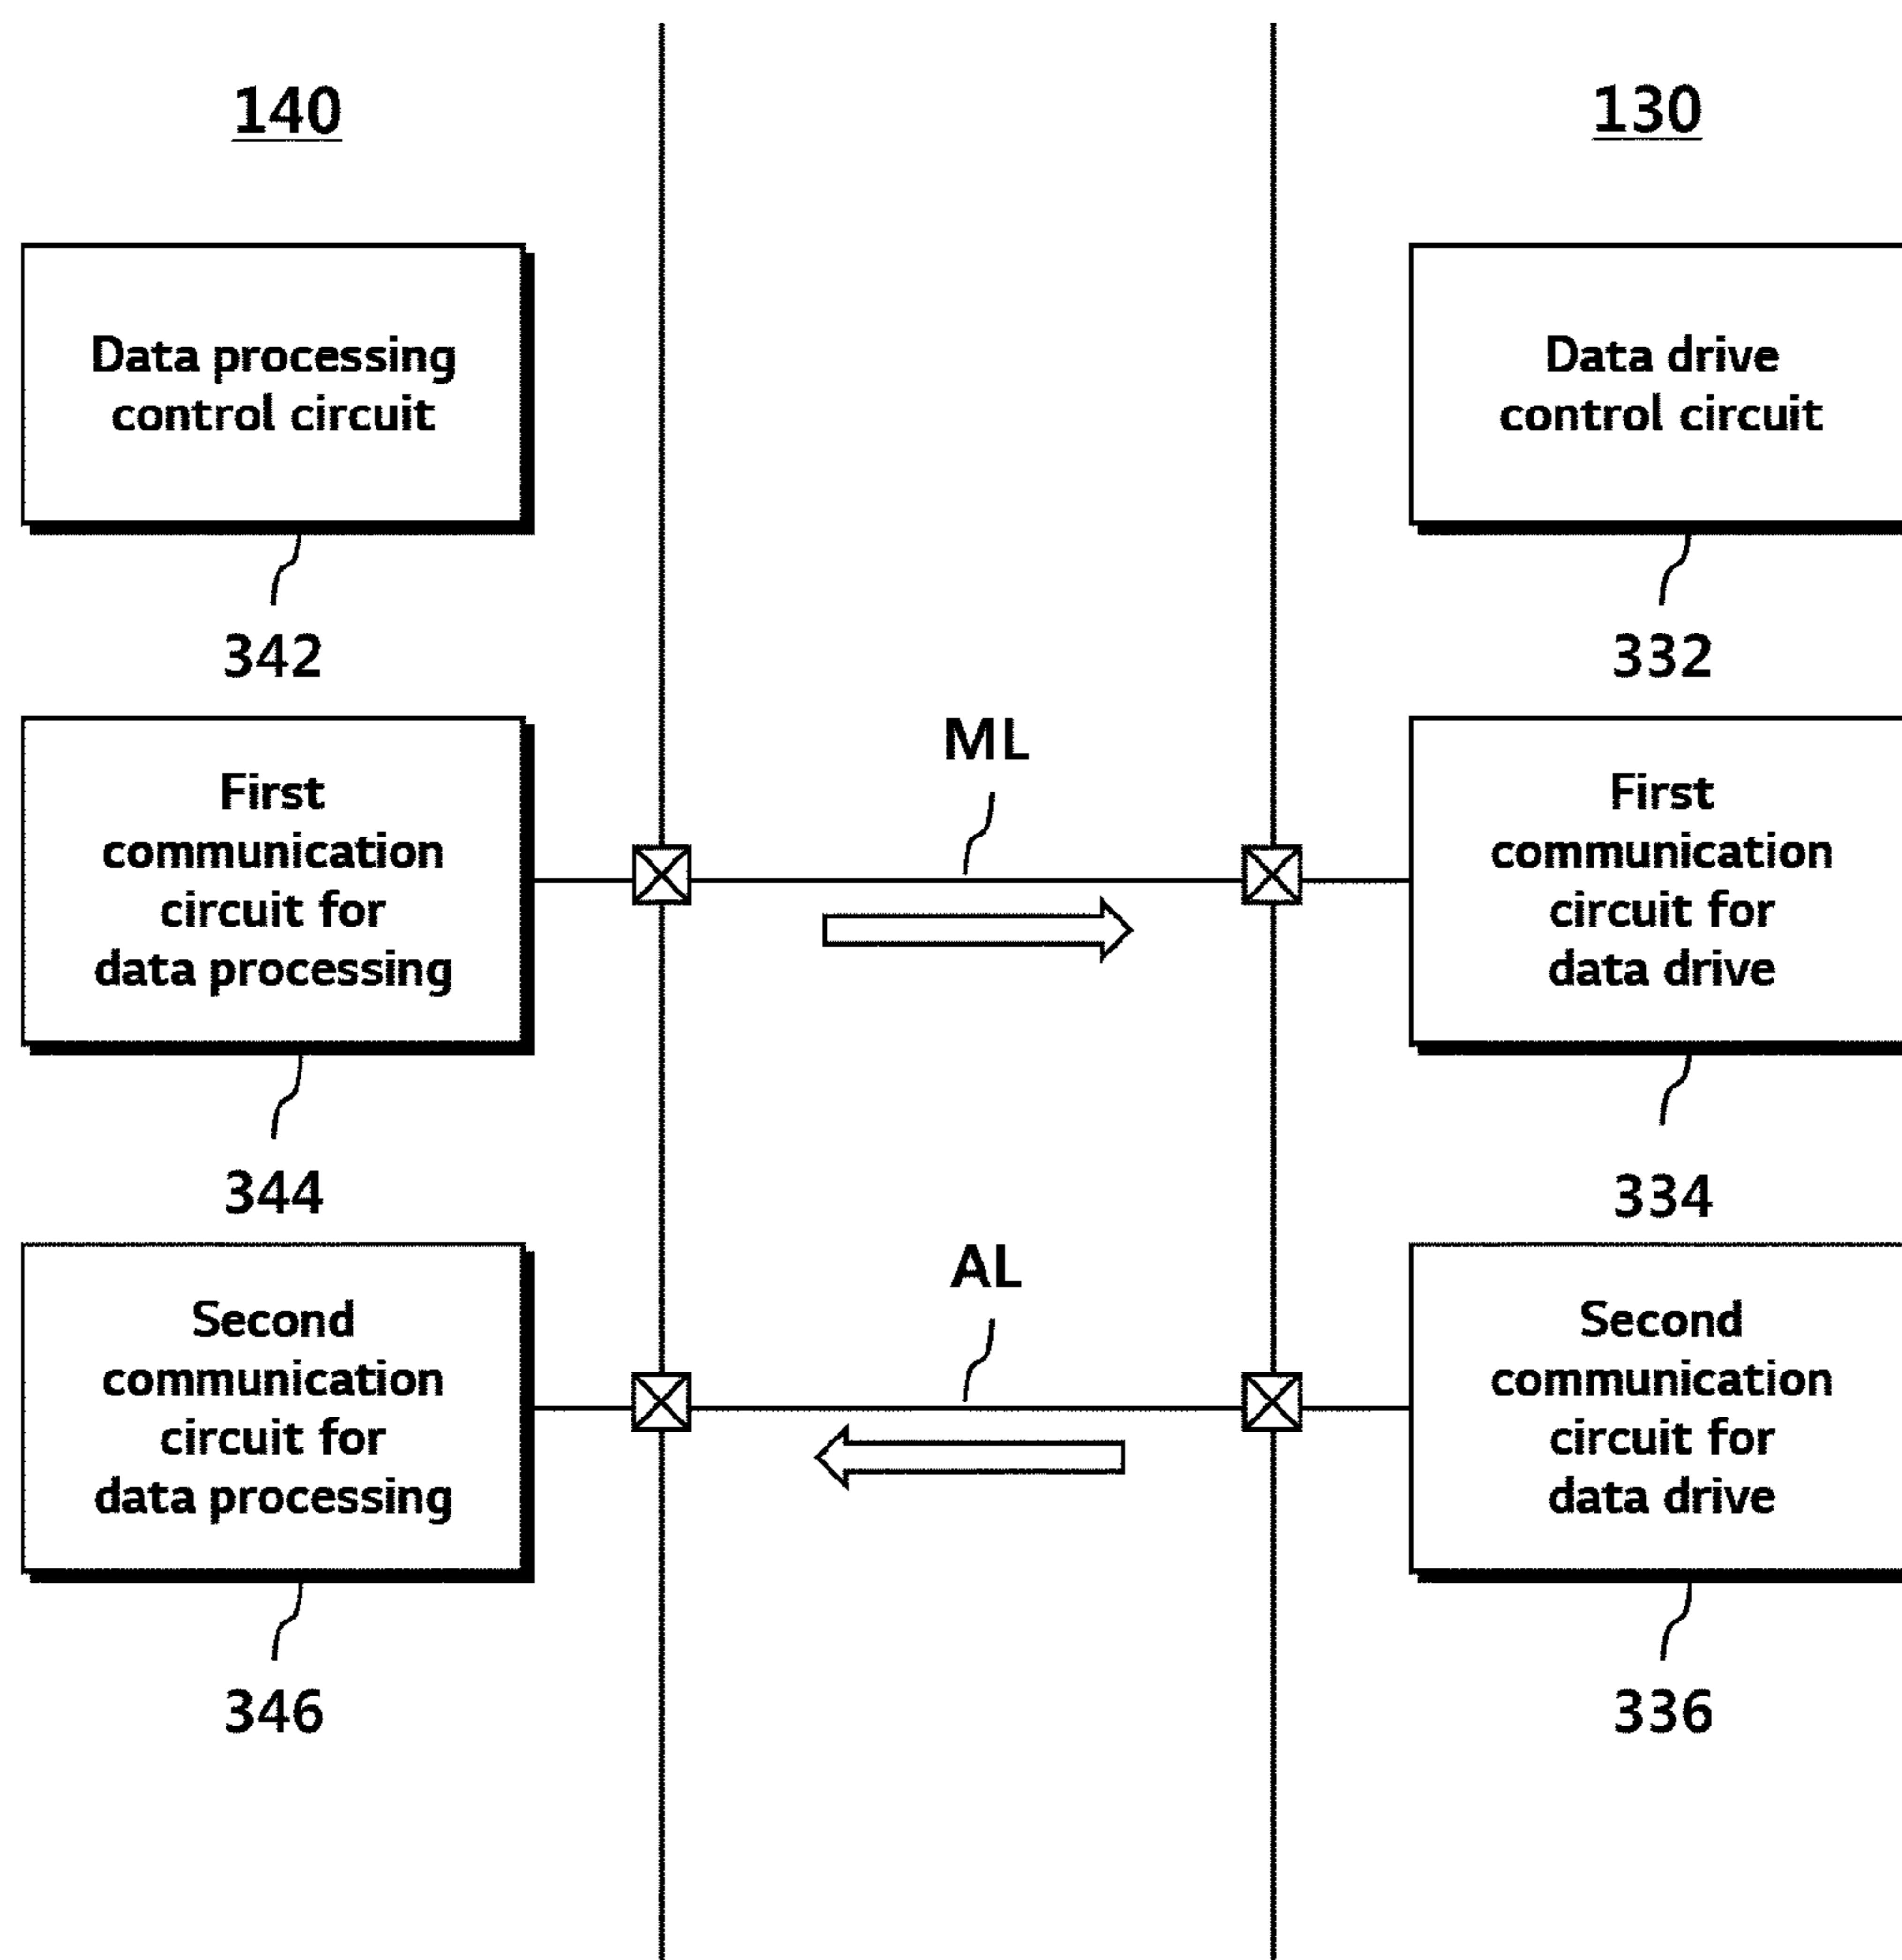 140
130
Data processing
control circuit
342
Data drive
control circuit
332
ML
First
communication
circuit for
data processing
344
First
communication
circuit for
data drive
334
AL
Second
communication
circuit for
data processing
346
Second
communication
circuit for
data drive
336